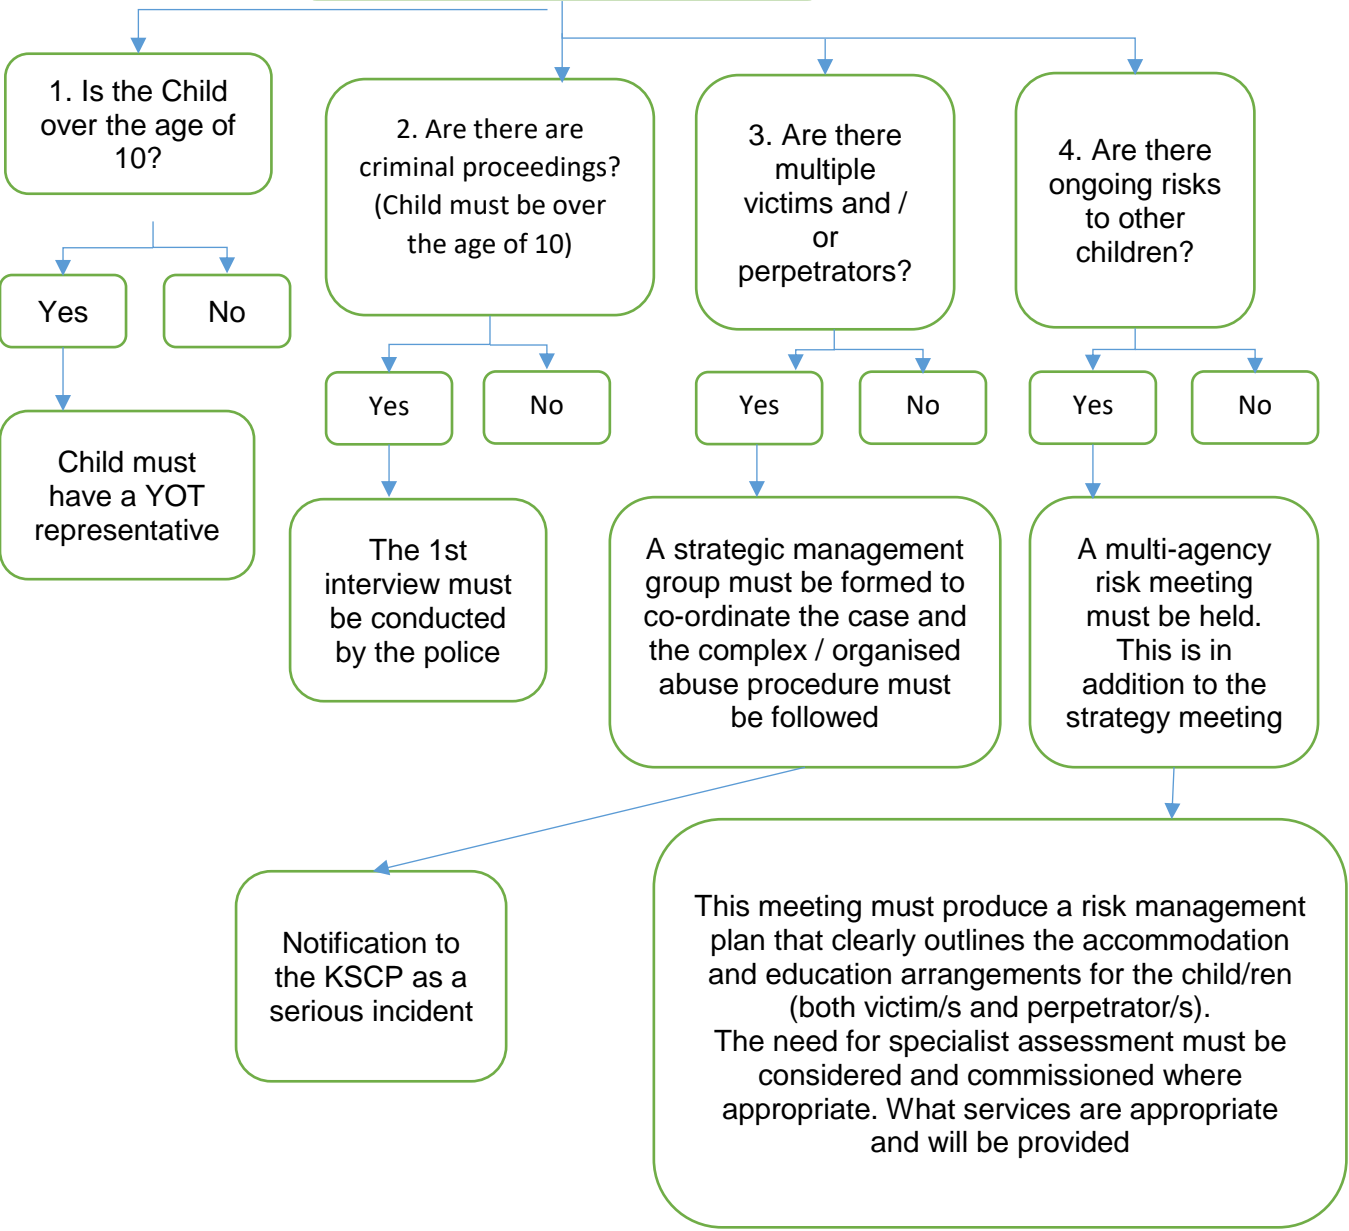 1. Is the Child
over the age of
10?
2. Are there are
criminal proceedings?
(Child must be over
the age of 10)
3. Are there
multiple
victims and /
or
perpetrators?
4. Are there
ongoing risks
to other
children?
Yes
No
Yes
No
Yes
No
Yes
No
Child must
have a YOT
representative
The 1st
interview must
be conducted
by the police
A strategic management
group must be formed to
co-ordinate the case and
the complex / organised
abuse procedure must
be followed
A multi-agency
risk meeting
must be held.
This is in
addition to the
strategy meeting
Notification to
the KSCP as a
serious incident
This meeting must produce a risk management
plan that clearly outlines the accommodation
and education arrangements for the child/ren
(both victim/s and perpetrator/s).
The need for specialist assessment must be
considered and commissioned where
appropriate. What services are appropriate
and will be provided